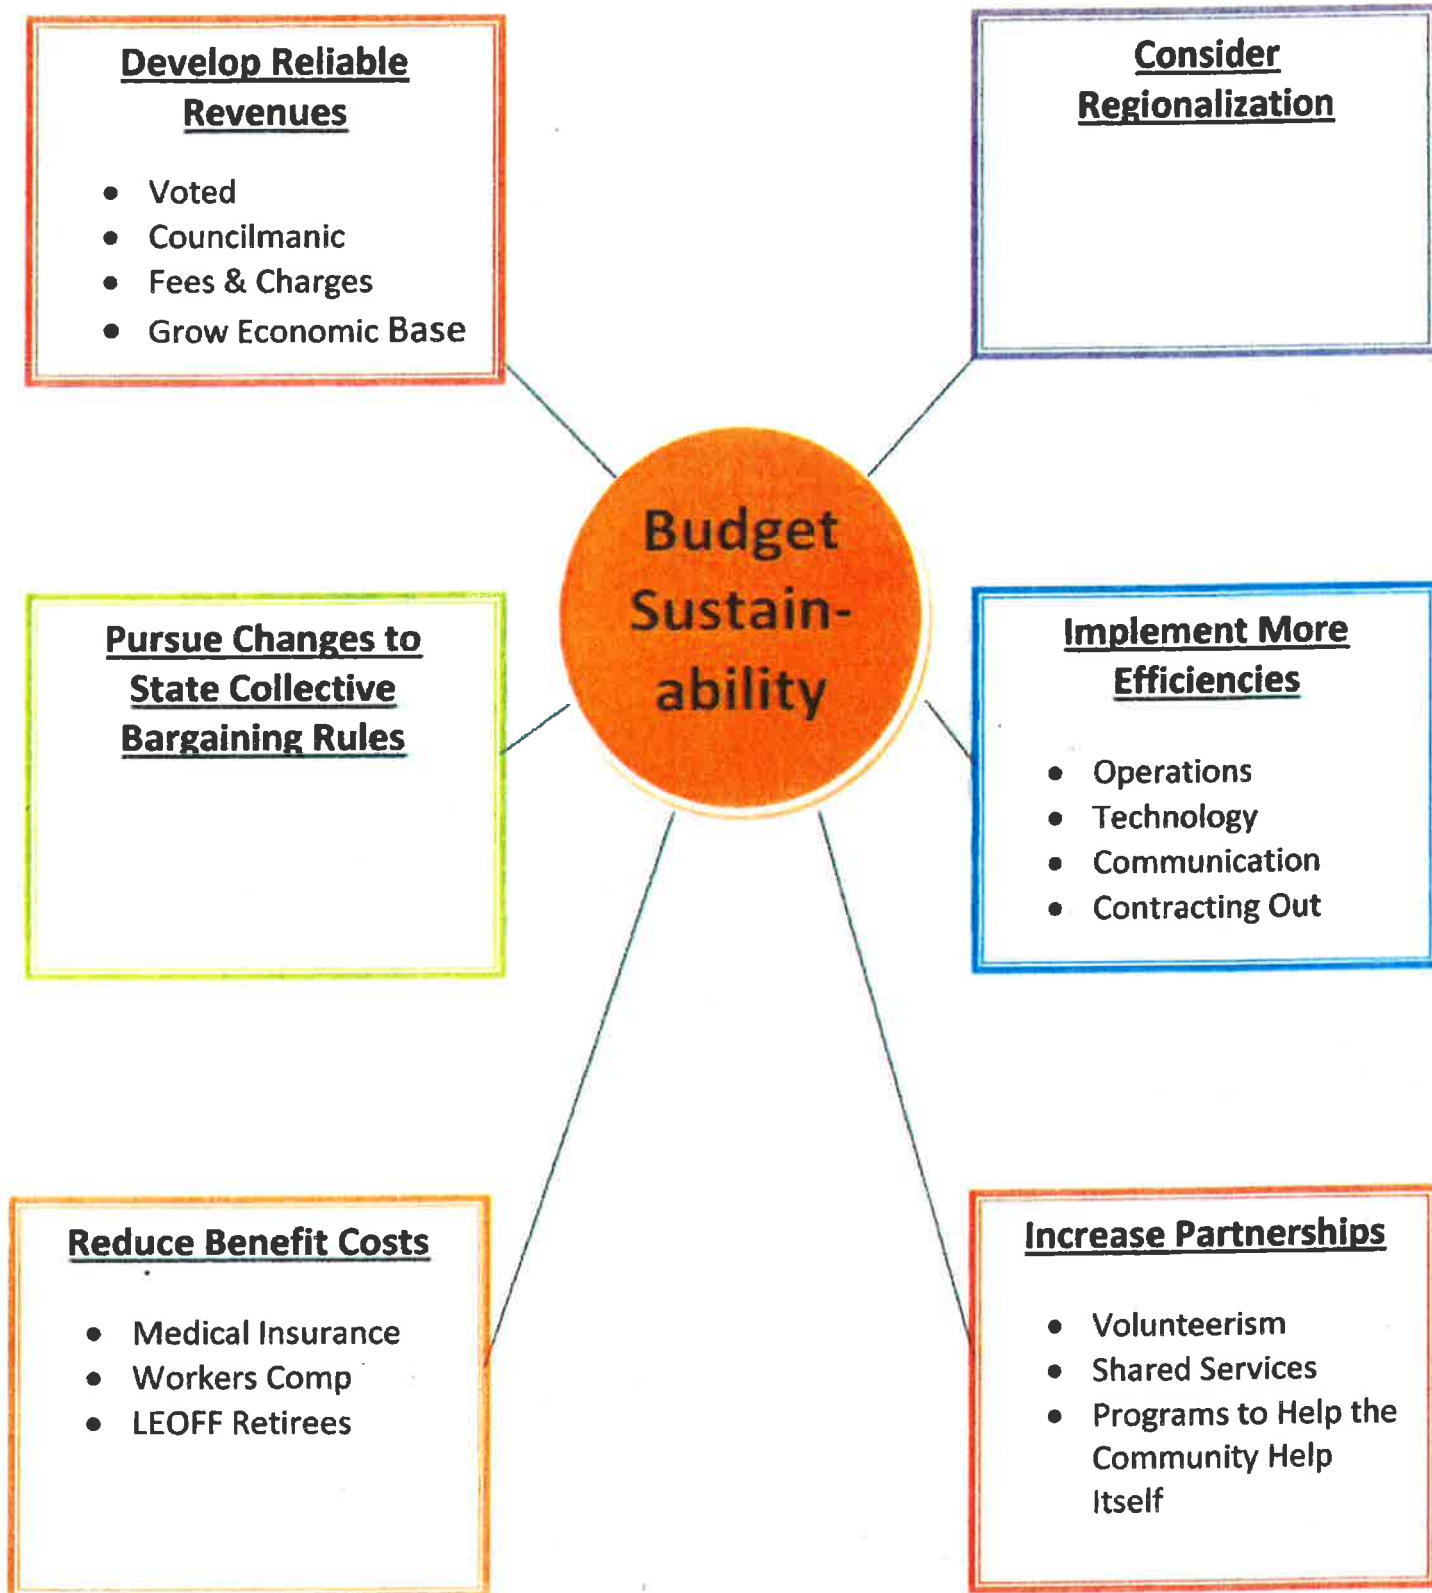 Develop Reliable
Revenues
• Voted
• Councilmanic
• Fees & Charges
• Grow Economic Base
Consider
Regionalization
Budget
Sustain-
ability
Pursue Changes to
State Collective
Bargaining Rules
Implement More
Efficiencies
• Operations
• Technology
• Communication
• Contracting Out
Reduce Benefit Costs
• Medical Insurance
• Workers Comp
• LEOFF Retirees
Increase Partnerships
• Volunteerism
• Shared Services
• Programs to Help the
Community Help
Itself